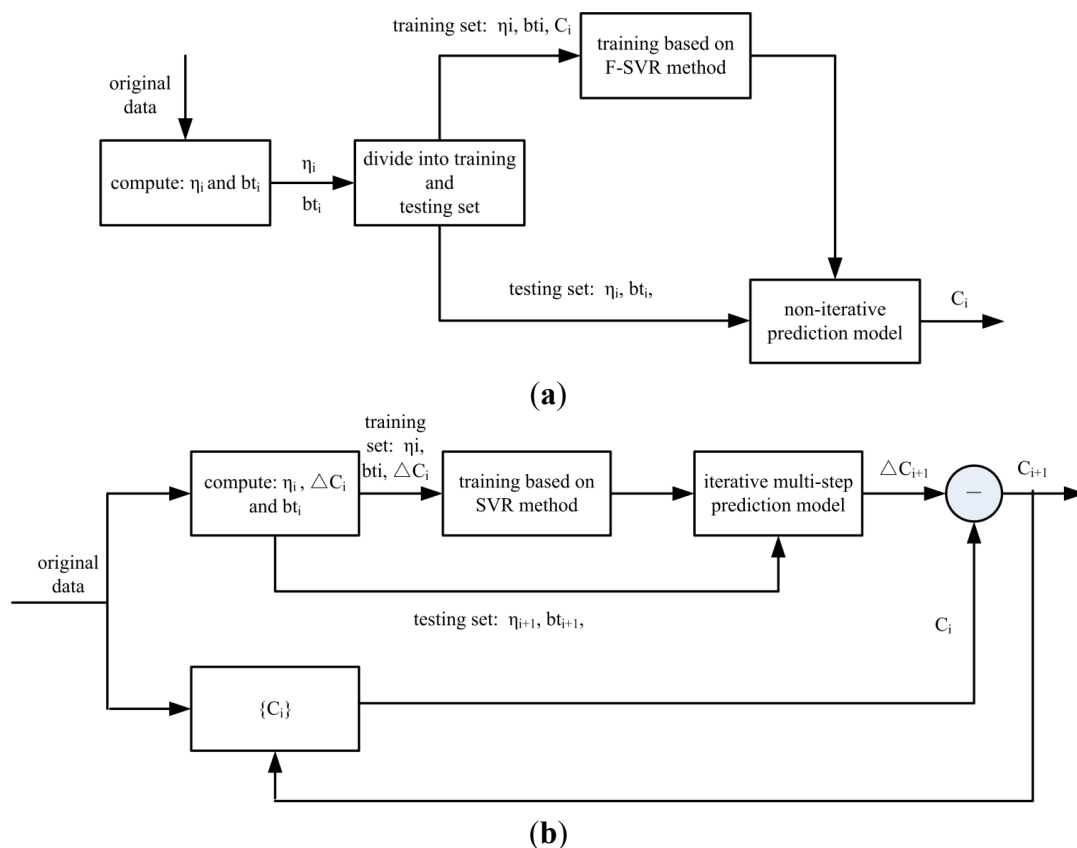 training set: ηi, bti, Cᵢ
training based on
F-SVR method
original
data
compute: ηᵢ and btᵢ
ηᵢ
btᵢ
divide into training
and
testing set
testing set: ηᵢ, btᵢ,
non-iterative
prediction model
Cᵢ
(a)
training
set: ηi,
bti, △Cᵢ
compute: ηᵢ , △Cᵢ
and btᵢ
training based on
SVR method
iterative multi-step
prediction model
△Cᵢ₊₁
−
Cᵢ₊₁
original
data
testing set: ηᵢ₊₁, btᵢ₊₁,
Cᵢ
{Cᵢ}
(b)